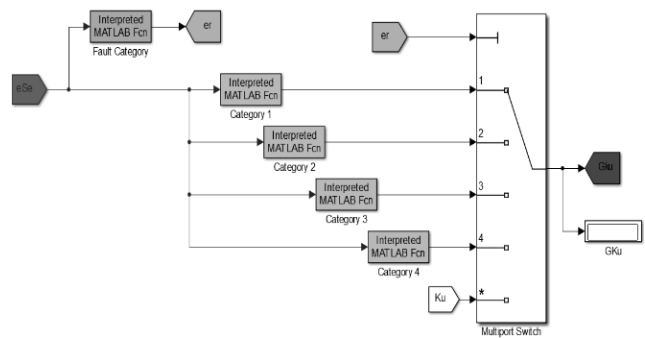 Interpreted
MATLAB Fcn
Fault Category
er
er
eSe
Interpreted
MATLAB Fcn
Category 1
1
Interpreted
MATLAB Fcn
Category 2
2
Interpreted
MATLAB Fcn
Category 3
3
Interpreted
MATLAB Fcn
Category 4
4
Gku
GKu
Ku
*
Multiport Switch